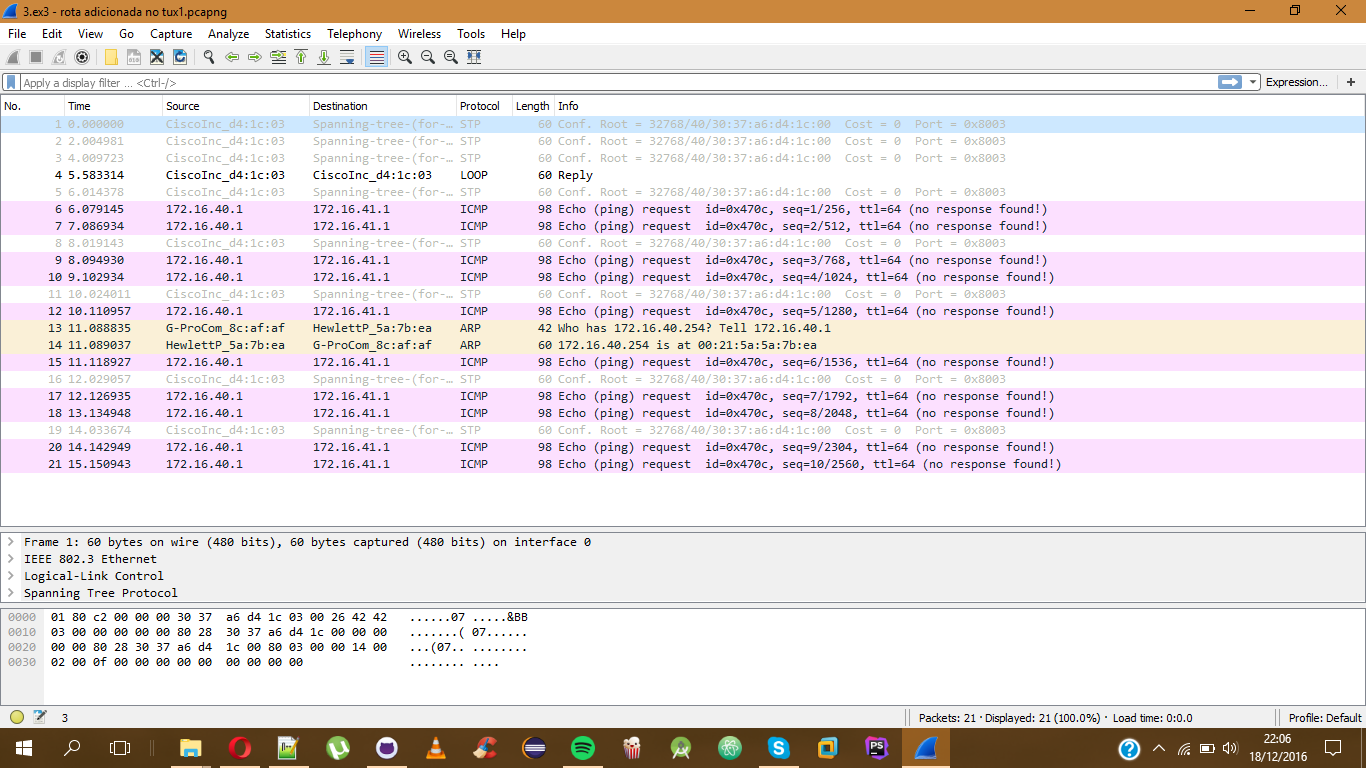 3.ex3 - rota adicionada no tux1.pcapng
File Edit View Go Capture Analyze Statistics Telephony Wireless Tools Help
Apply a display filter ... <Ctrl-/> Expression... +
No. Time Source Destination Protocol Length Info
1 0.000000 CiscoInc_d4:1c:03 Spanning-tree-(for-… STP 60 Conf. Root = 32768/40/30:37:a6:d4:1c:00 Cost = 0 Port = 0x8003
2 2.004981 CiscoInc_d4:1c:03 Spanning-tree-(for-… STP 60 Conf. Root = 32768/40/30:37:a6:d4:1c:00 Cost = 0 Port = 0x8003
3 4.009723 CiscoInc_d4:1c:03 Spanning-tree-(for-… STP 60 Conf. Root = 32768/40/30:37:a6:d4:1c:00 Cost = 0 Port = 0x8003
4 5.583314 CiscoInc_d4:1c:03 CiscoInc_d4:1c:03 LOOP 60 Reply
5 6.014378 CiscoInc_d4:1c:03 Spanning-tree-(for-… STP 60 Conf. Root = 32768/40/30:37:a6:d4:1c:00 Cost = 0 Port = 0x8003
6 6.079145 172.16.40.1 172.16.41.1 ICMP 98 Echo (ping) request id=0x470c, seq=1/256, ttl=64 (no response found!)
7 7.086934 172.16.40.1 172.16.41.1 ICMP 98 Echo (ping) request id=0x470c, seq=2/512, ttl=64 (no response found!)
8 8.019143 CiscoInc_d4:1c:03 Spanning-tree-(for-… STP 60 Conf. Root = 32768/40/30:37:a6:d4:1c:00 Cost = 0 Port = 0x8003
9 8.094930 172.16.40.1 172.16.41.1 ICMP 98 Echo (ping) request id=0x470c, seq=3/768, ttl=64 (no response found!)
10 9.102934 172.16.40.1 172.16.41.1 ICMP 98 Echo (ping) request id=0x470c, seq=4/1024, ttl=64 (no response found!)
11 10.024011 CiscoInc_d4:1c:03 Spanning-tree-(for-… STP 60 Conf. Root = 32768/40/30:37:a6:d4:1c:00 Cost = 0 Port = 0x8003
12 10.110957 172.16.40.1 172.16.41.1 ICMP 98 Echo (ping) request id=0x470c, seq=5/1280, ttl=64 (no response found!)
13 11.088835 G-ProCom_8c:af:af HewlettP_5a:7b:ea ARP 42 Who has 172.16.40.254? Tell 172.16.40.1
14 11.089037 HewlettP_5a:7b:ea G-ProCom_8c:af:af ARP 60 172.16.40.254 is at 00:21:5a:5a:7b:ea
15 11.118927 172.16.40.1 172.16.41.1 ICMP 98 Echo (ping) request id=0x470c, seq=6/1536, ttl=64 (no response found!)
16 12.029057 CiscoInc_d4:1c:03 Spanning-tree-(for-… STP 60 Conf. Root = 32768/40/30:37:a6:d4:1c:00 Cost = 0 Port = 0x8003
17 12.126935 172.16.40.1 172.16.41.1 ICMP 98 Echo (ping) request id=0x470c, seq=7/1792, ttl=64 (no response found!)
18 13.134948 172.16.40.1 172.16.41.1 ICMP 98 Echo (ping) request id=0x470c, seq=8/2048, ttl=64 (no response found!)
19 14.033674 CiscoInc_d4:1c:03 Spanning-tree-(for-… STP 60 Conf. Root = 32768/40/30:37:a6:d4:1c:00 Cost = 0 Port = 0x8003
20 14.142949 172.16.40.1 172.16.41.1 ICMP 98 Echo (ping) request id=0x470c, seq=9/2304, ttl=64 (no response found!)
21 15.150943 172.16.40.1 172.16.41.1 ICMP 98 Echo (ping) request id=0x470c, seq=10/2560, ttl=64 (no response found!)
Frame 1: 60 bytes on wire (480 bits), 60 bytes captured (480 bits) on interface 0
IEEE 802.3 Ethernet
Logical-Link Control
Spanning Tree Protocol
0000 01 80 c2 00 00 00 30 37 a6 d4 1c 03 00 26 42 42 ......07 .....&BB
0010 03 00 00 00 00 00 80 28 30 37 a6 d4 1c 00 00 00 .......( 07......
0020 00 00 80 28 30 37 a6 d4 1c 00 80 03 00 00 14 00 ...(07.. ........
0030 02 00 0f 00 00 00 00 00 00 00 00 00 ........ ....
3 Packets: 21 · Displayed: 21 (100.0%) · Load time: 0:0.0 Profile: Default
PS
22:06
18/12/2016